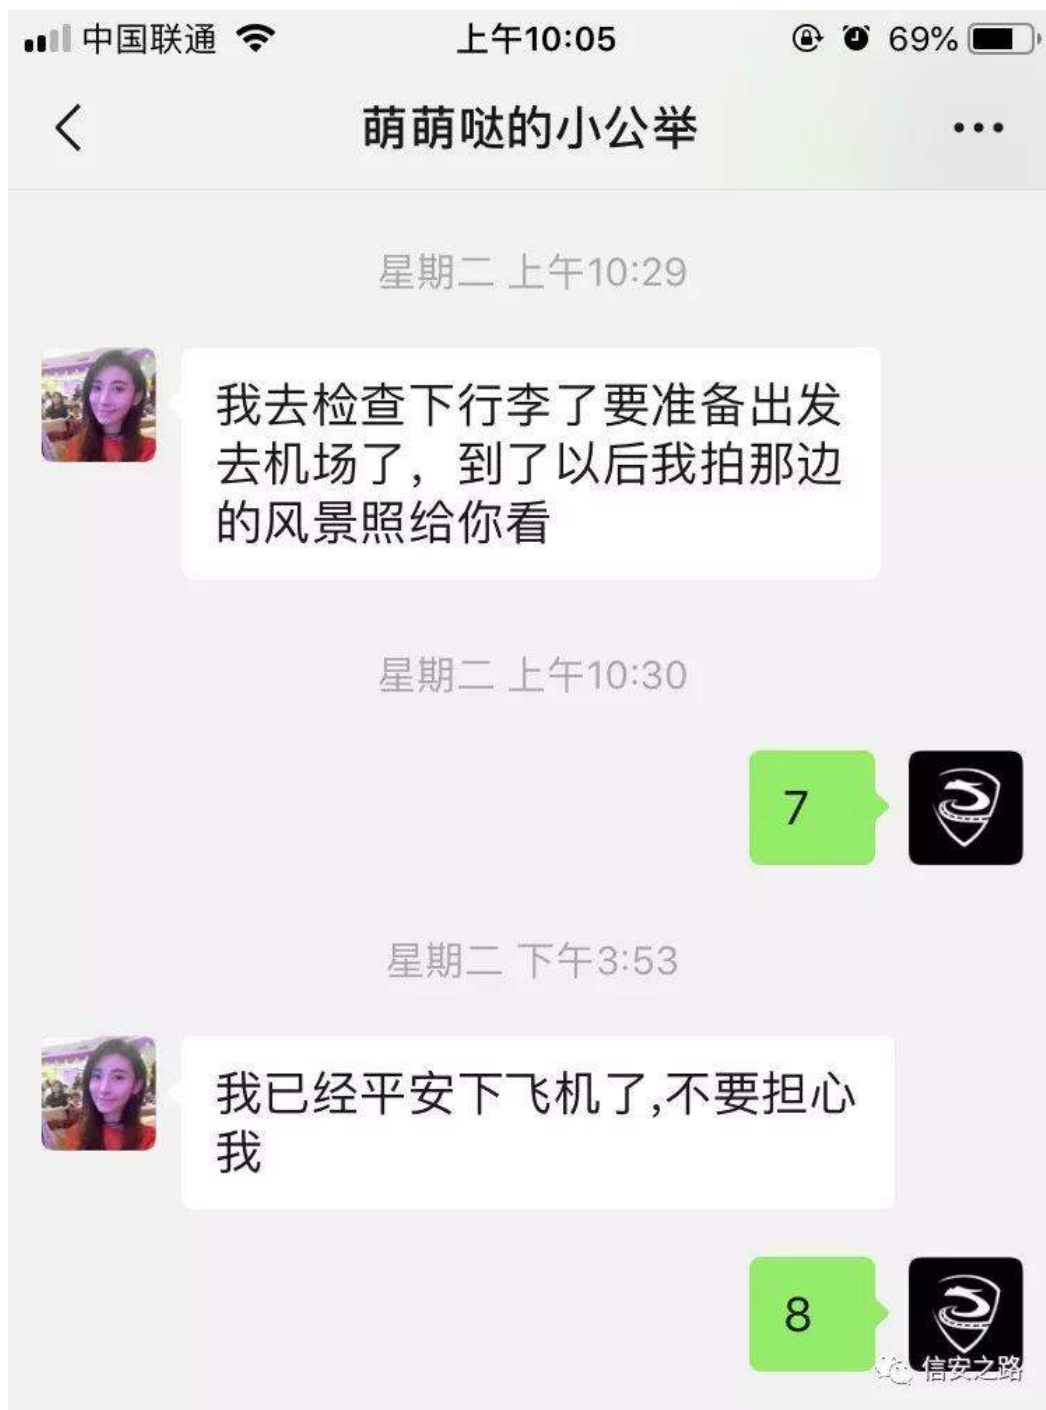 中国联通
上午10:05
69%
萌萌哒的小公举
星期二 上午10:29
我去检查下行李了要准备出发
去机场了，到了以后我拍那边
的风景照给你看
星期二 上午10:30
7
星期二 下午3:53
我已经平安下飞机了,不要担心
我
8
信安之路